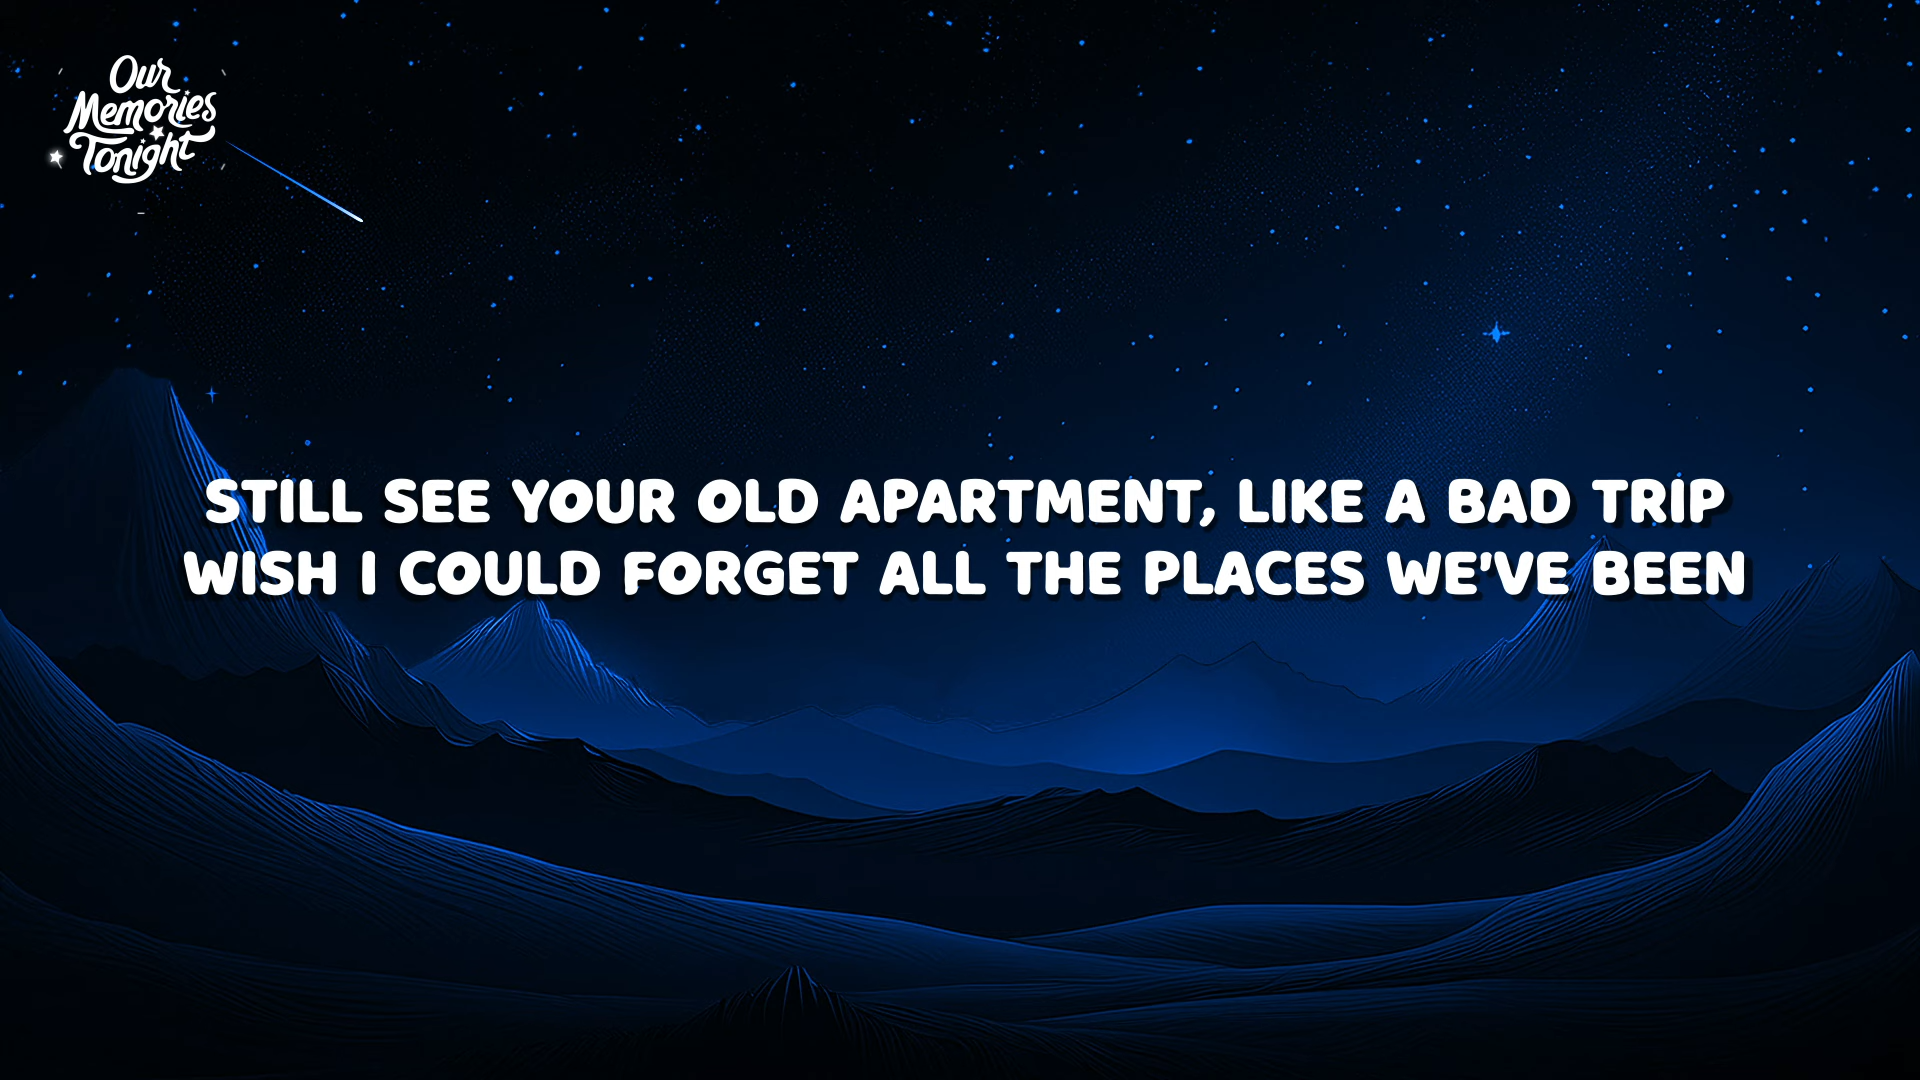 Our
Memories
Tonight
STILL SEE YOUR OLD APARTMENT, LIKE A BAD TRIP
WISH I COULD FORGET ALL THE PLACES WE'VE BEEN